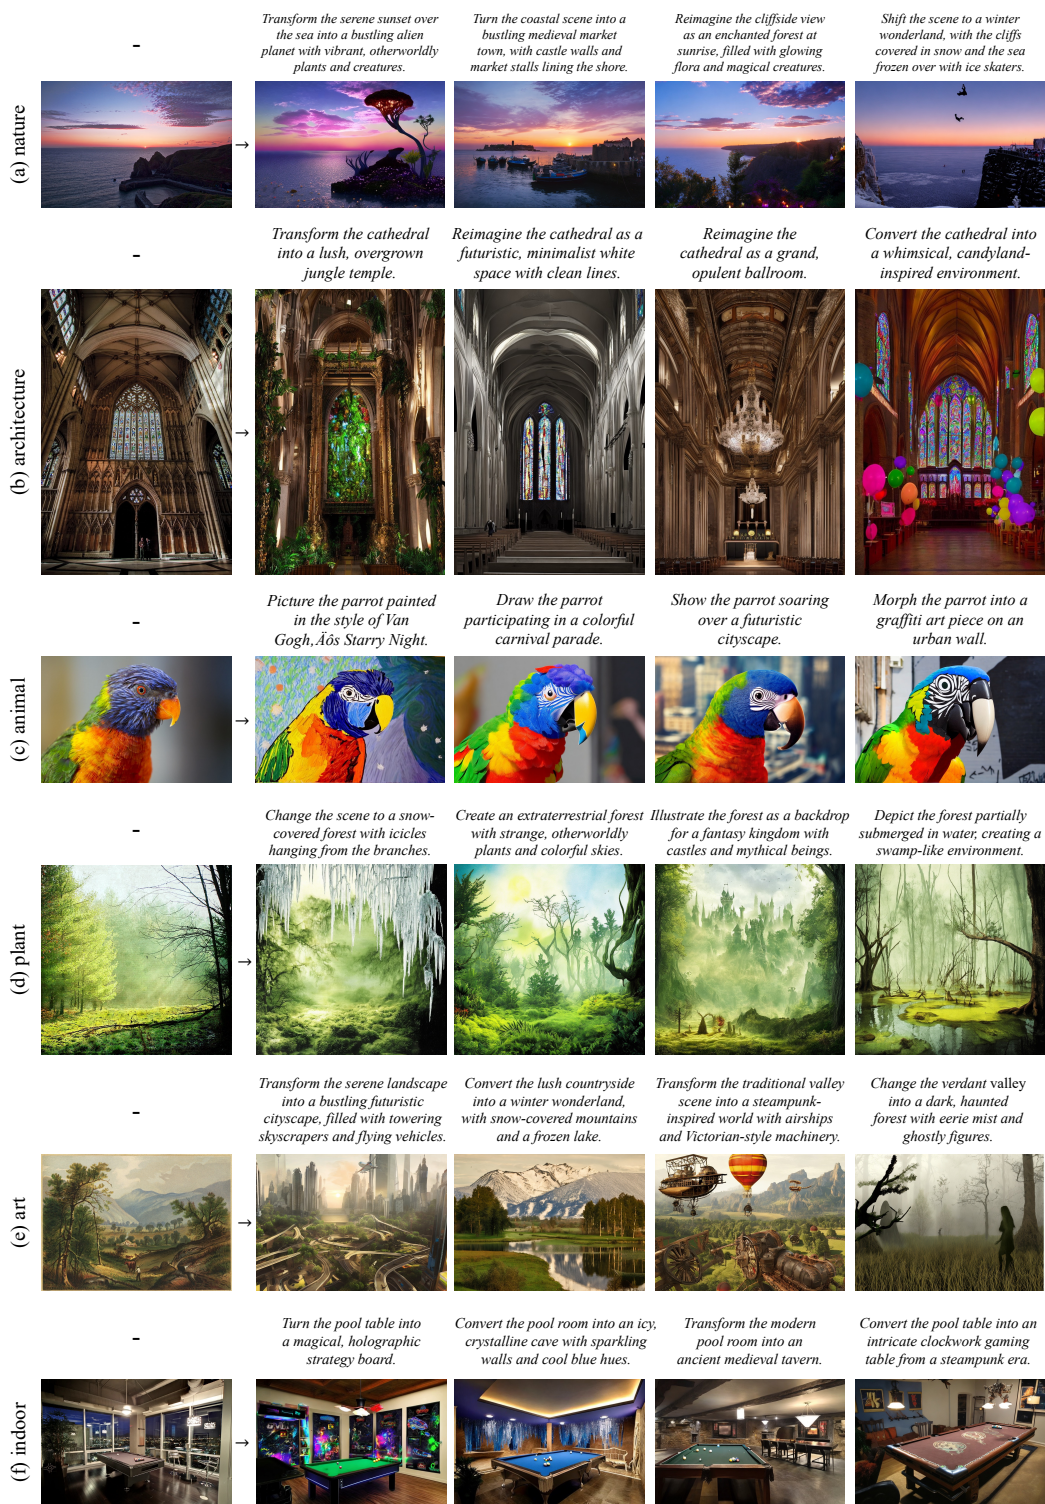 -
Transform the serene sunset over
the sea into a bustling alien
planet with vibrant, otherworldly
plants and creatures.
Turn the coastal scene into a
bustling medieval market
town, with castle walls and
market stalls lining the shore.
Reimagine the cliffside view
as an enchanted forest at
sunrise, filled with glowing
flora and magical creatures.
Shift the scene to a winter
wonderland, with the cliffs
covered in snow and the sea
frozen over with ice skaters.
(a) nature
→
-
Transform the cathedral
into a lush, overgrown
jungle temple.
Reimagine the cathedral as a
futuristic, minimalist white
space with clean lines.
Reimagine the
cathedral as a grand,
opulent ballroom.
Convert the cathedral into
a whimsical, candyland-
inspired environment.
(b) architecture
→
-
Picture the parrot painted
in the style of Van
Gogh‚Äôs Starry Night.
Draw the parrot
participating in a colorful
carnival parade.
Show the parrot soaring
over a futuristic
cityscape.
Morph the parrot into a
graffiti art piece on an
urban wall.
(c) animal
→
-
Change the scene to a snow-
covered forest with icicles
hanging from the branches.
Create an extraterrestrial forest
with strange, otherworldly
plants and colorful skies.
Illustrate the forest as a backdrop
for a fantasy kingdom with
castles and mythical beings.
Depict the forest partially
submerged in water, creating a
swamp-like environment.
(d) plant
→
-
Transform the serene landscape
into a bustling futuristic
cityscape, filled with towering
skyscrapers and flying vehicles.
Convert the lush countryside
into a winter wonderland,
with snow-covered mountains
and a frozen lake.
Transform the traditional valley
scene into a steampunk-
inspired world with airships
and Victorian-style machinery.
Change the verdant valley
into a dark, haunted
forest with eerie mist and
ghostly figures.
(e) art
→
-
Turn the pool table into
a magical, holographic
strategy board.
Convert the pool room into an icy,
crystalline cave with sparkling
walls and cool blue hues.
Transform the modern
pool room into an
ancient medieval tavern.
Convert the pool table into an
intricate clockwork gaming
table from a steampunk era.
(f) indoor
→